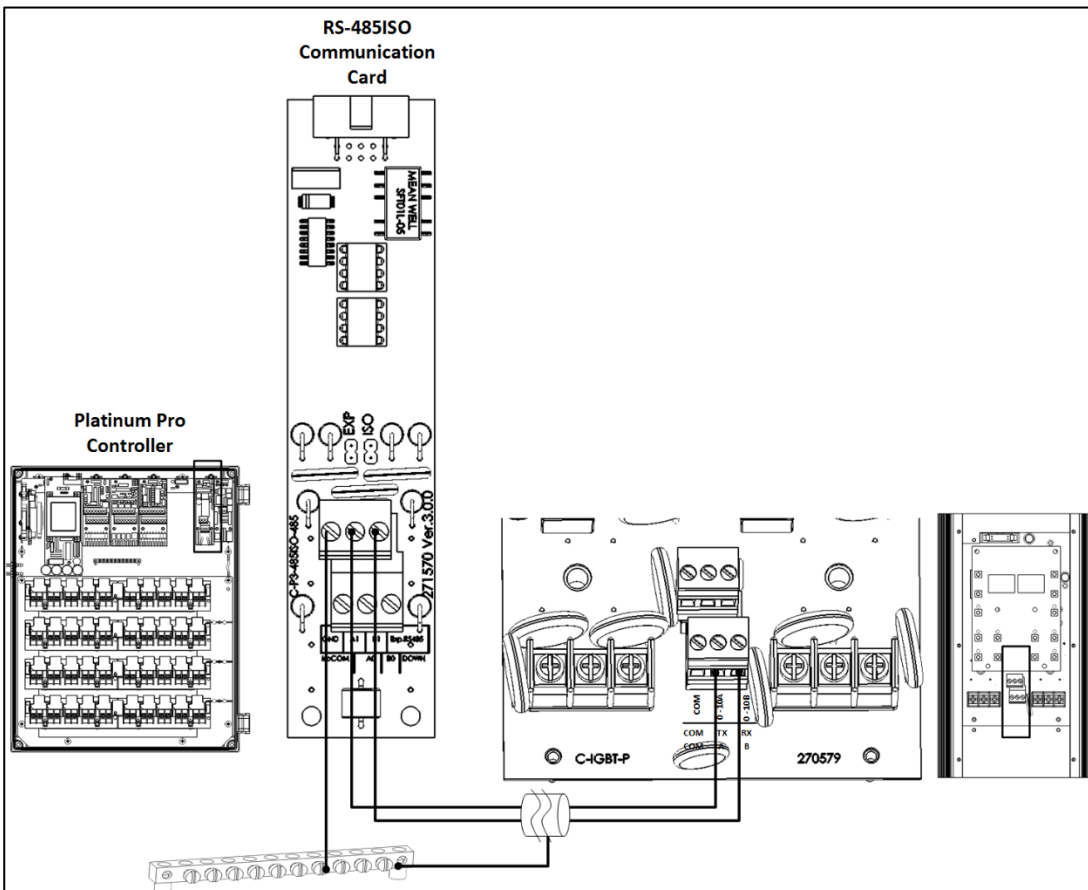 RS-485ISO
Communication
Card
MEAN WELL
SFTD1L-05
EXP
ISO
Platinum Pro
Controller
C-P3-485ISO-485
271570 Ver.3.0.0
GND A1 B1 Exp.RS485
A0 B0 DOWN
COM 0 -10A 0 -10B
COM TX RX
COM B
C-IGBT-P
270579